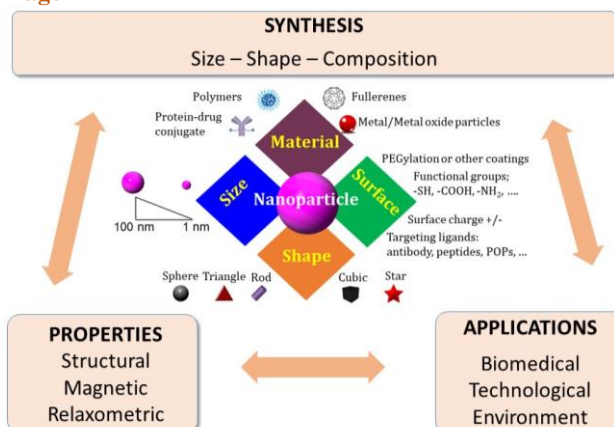 SYNTHESIS
Size – Shape – Composition
Polymers
Fullerenes
Protein-drug
conjugate
Metal/Metal oxide particles
Material
PEGylation or other coatings
Functional groups;
-SH, -COOH, -NH₂, ....
Size
Nanoparticle
Surface
100 nm
1 nm
Surface charge +/-
Targeting ligands:
antibody, peptides, POPs, ...
Shape
Sphere Triangle Rod
Cubic
Star
PROPERTIES
Structural
Magnetic
Relaxometric
APPLICATIONS
Biomedical
Technological
Environment